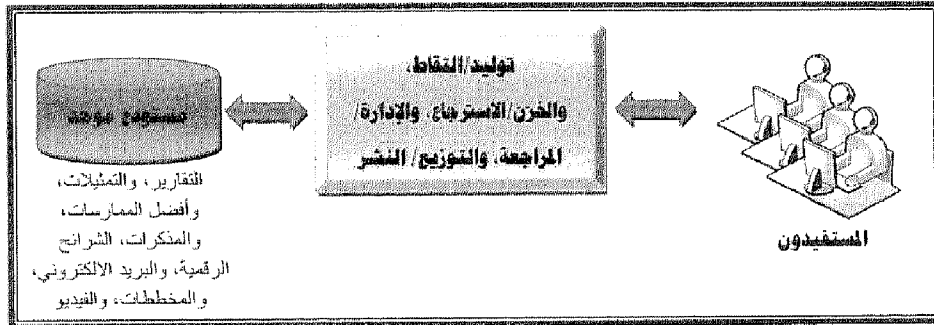 توليد/التقاط،
والخزن/الاسترجاع، والإدارة/
المراجعة، والتوزيع/ النشر
مستودع موحد
التقارير، والتمثيلات،
وأفضل الممارسات،
والمذكرات، الشرائح
الرقمية، والبريد الالكتروني،
والمخططات، والفيديو
المستفيدون